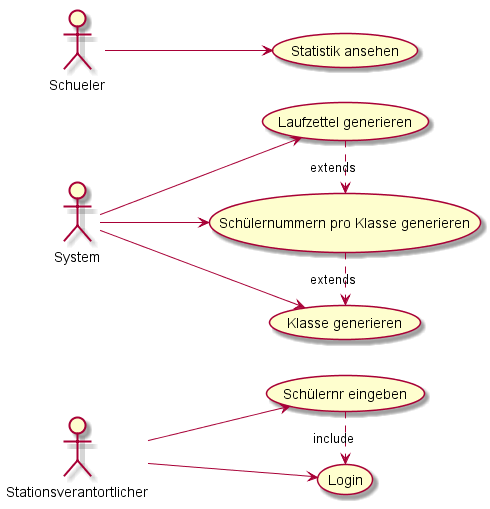 Statistik ansehen
Schueler
Laufzettel generieren
extends
Schülernummern pro Klasse generieren
System
extends
Klasse generieren
Schülernr eingeben
include
Login
Stationsverantortlicher